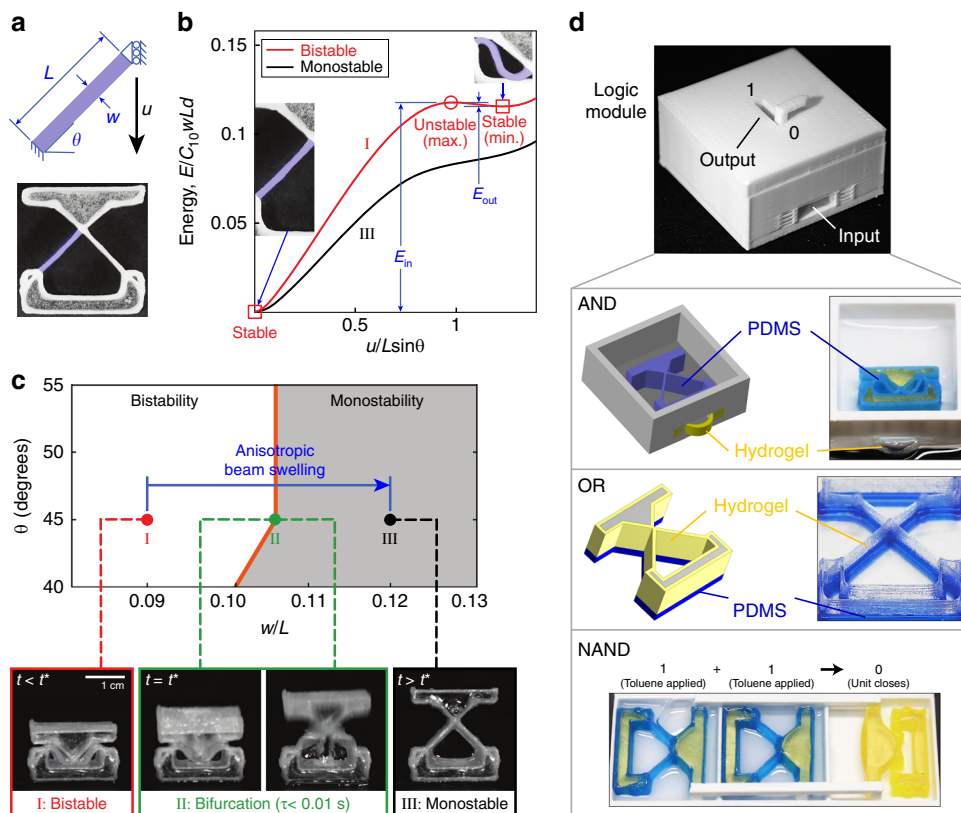 a
L
w
θ
u
b
Energy, E/C10wLd
0.15
0.1
0.05
Bistable
Monostable
I
III
Unstable
(max.)
Stable
(min.)
Eout
Ein
Stable
0.5
1
u/Lsinθ
c
θ (degrees)
55
50
45
40
Bistability
Monostability
Anisotropic
beam swelling
I
II
III
0.09
0.10
0.11
0.12
0.13
w/L
t < t*
1 cm
t = t*
t > t*
I: Bistable
II: Bifurcation (τ< 0.01 s)
III: Monostable
d
Logic
module
1
0
Output
Input
AND
PDMS
Hydrogel
OR
Hydrogel
PDMS
NAND
1 + 1 → 0
(Toluene applied) (Toluene applied) (Unit closes)